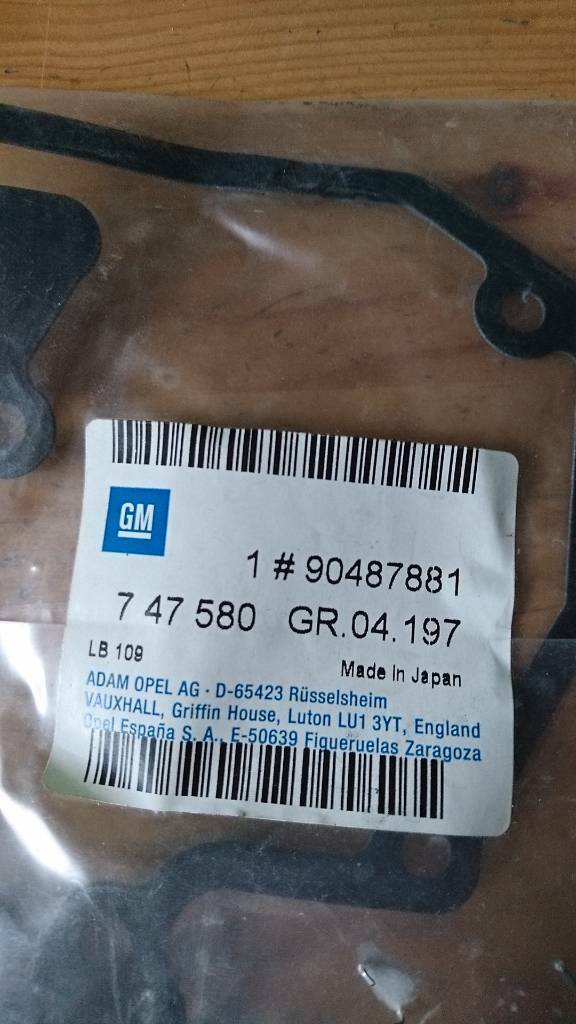 GM
1 # 90487881
7 47 580 GR.04.197
LB 109
Made In Japan
ADAM OPEL AG · D-65423 Rüsselsheim
VAUXHALL, Griffin House, Luton LU1 3YT, England
Opel España S. A., E-50639 Figueruelas Zaragoza